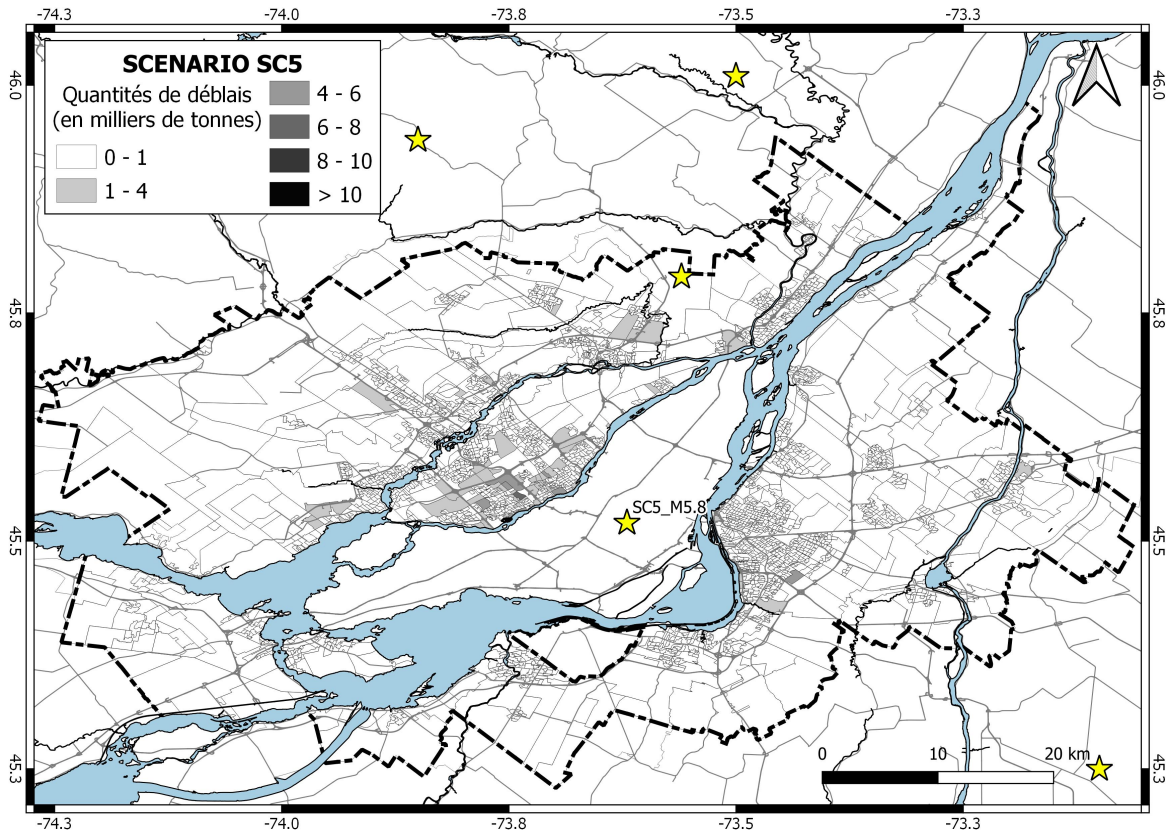 -74.3 -74.0 -73.8 -73.5 -73.3
SCENARIO SC5
Quantités de déblais
(en milliers de tonnes)
0 - 1
1 - 4
4 - 6
6 - 8
8 - 10
> 10
46.0 46.0
45.8 45.8
SC5_M5.8
45.5 45.5
0 10 20 km
45.3 45.3
-74.3 -74.0 -73.8 -73.5 -73.3